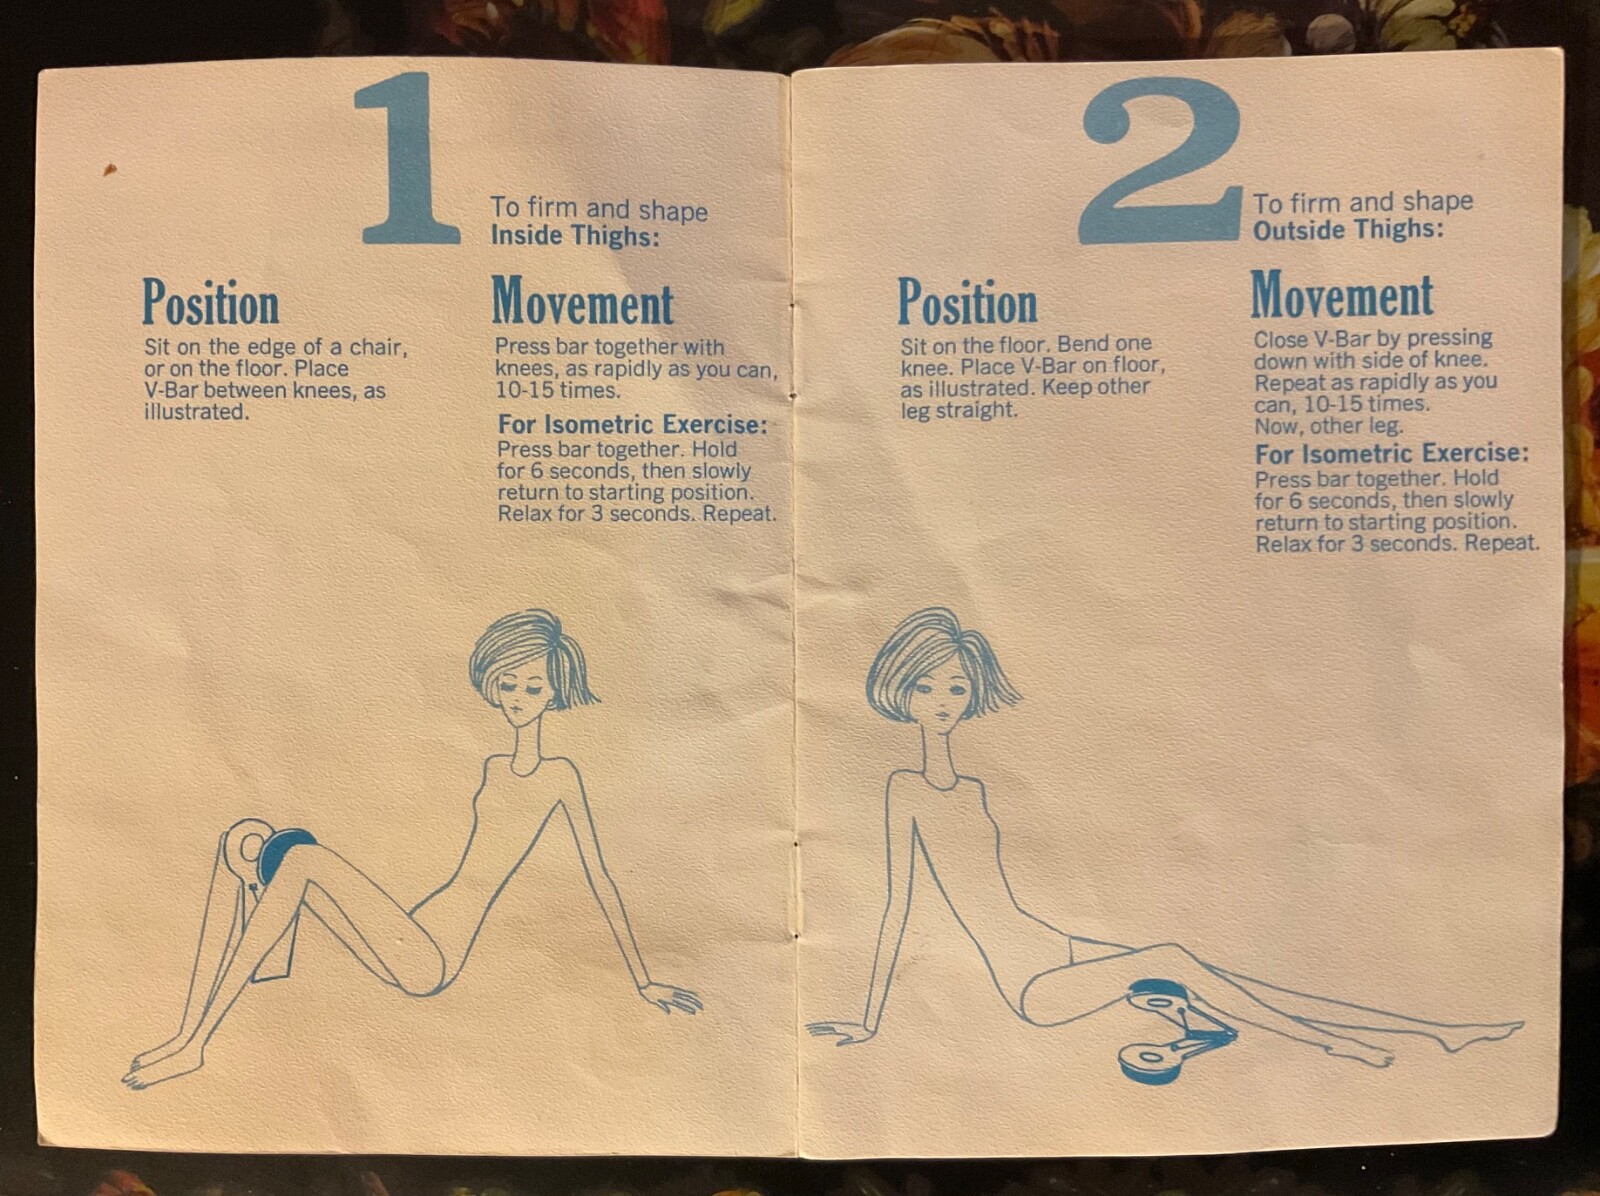 1
To firm and shape
Inside Thighs:
Position
Sit on the edge of a chair,
or on the floor. Place
V-Bar between knees, as
illustrated.
Movement
Press bar together with
knees, as rapidly as you can,
10-15 times.
For Isometric Exercise:
Press bar together. Hold
for 6 seconds, then slowly
return to starting position.
Relax for 3 seconds. Repeat.
2
To firm and shape
Outside Thighs:
Position
Sit on the floor. Bend one
knee. Place V-Bar on floor,
as illustrated. Keep other
leg straight.
Movement
Close V-Bar by pressing
down with side of knee.
Repeat as rapidly as you
can, 10-15 times.
Now, other leg.
For Isometric Exercise:
Press bar together. Hold
for 6 seconds, then slowly
return to starting position.
Relax for 3 seconds. Repeat.